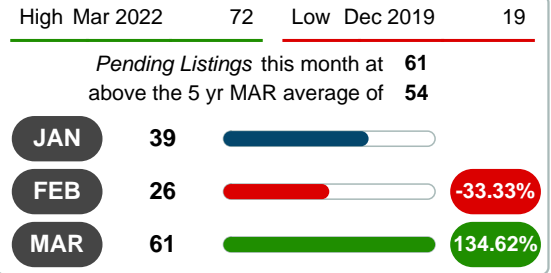 High Mar 2022 72 Low Dec 2019 19
Pending Listings this month at 61
above the 5 yr MAR average of 54
JAN 39
FEB 26 -33.33%
MAR 61 134.62%